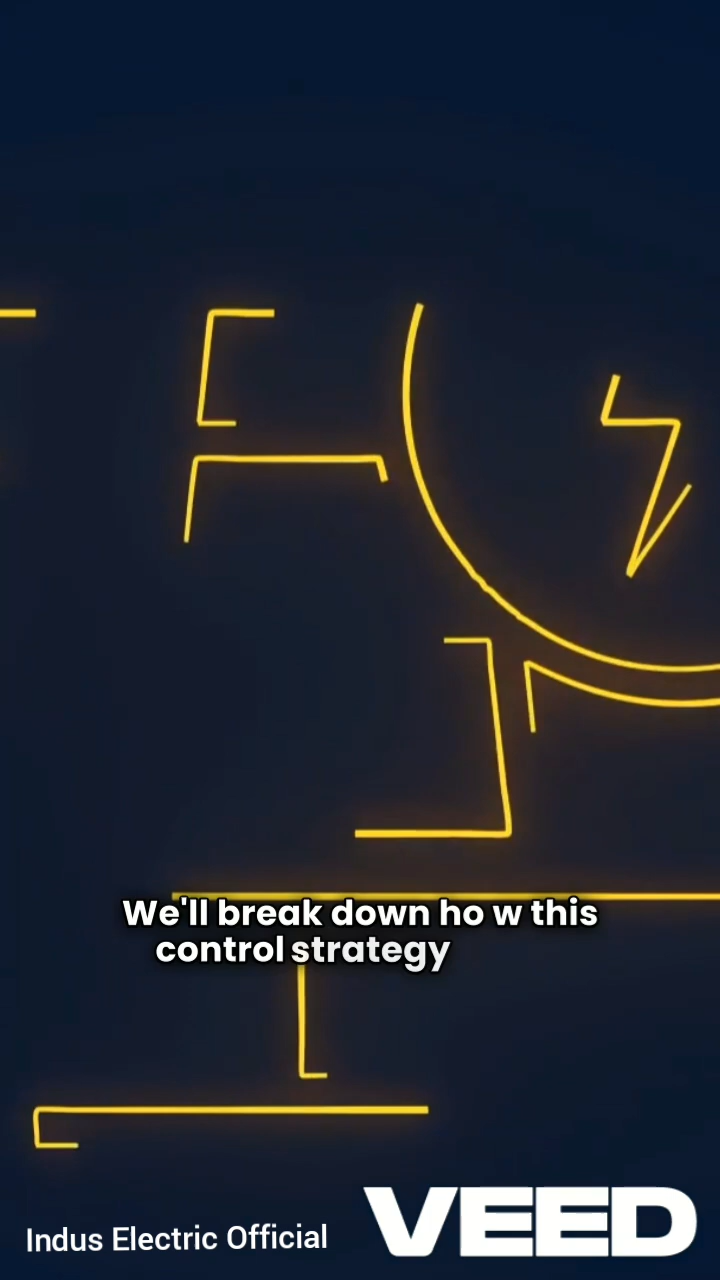 We'll break down ho w this
control strategy
Indus Electric Official
VEED